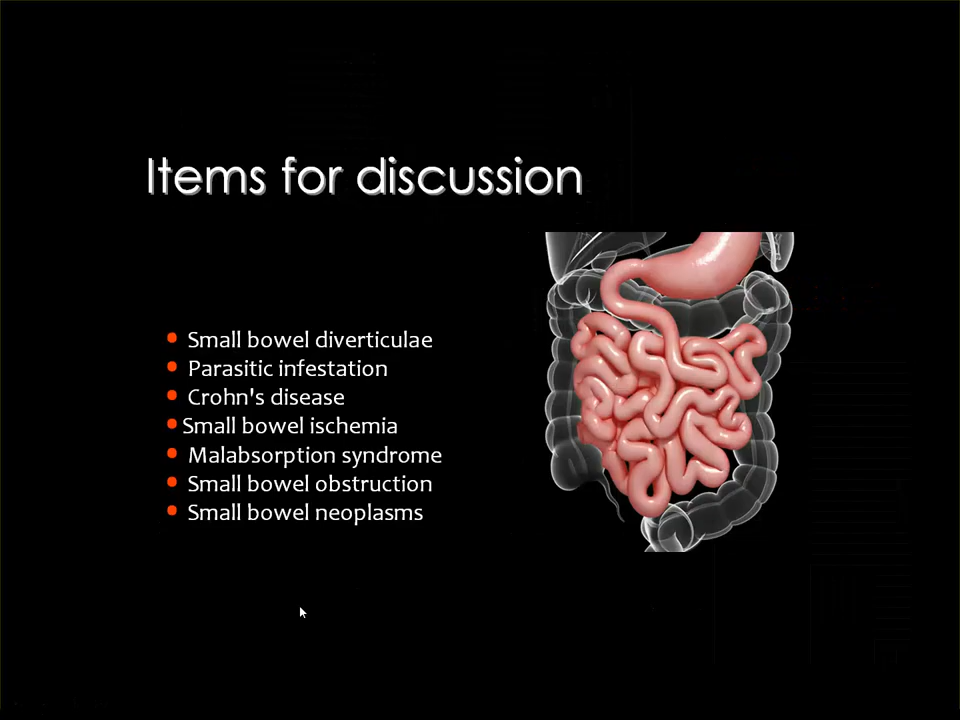 Items for discussion
• Small bowel diverticulae
• Parasitic infestation
• Crohn's disease
• Small bowel ischemia
• Malabsorption syndrome
• Small bowel obstruction
• Small bowel neoplasms